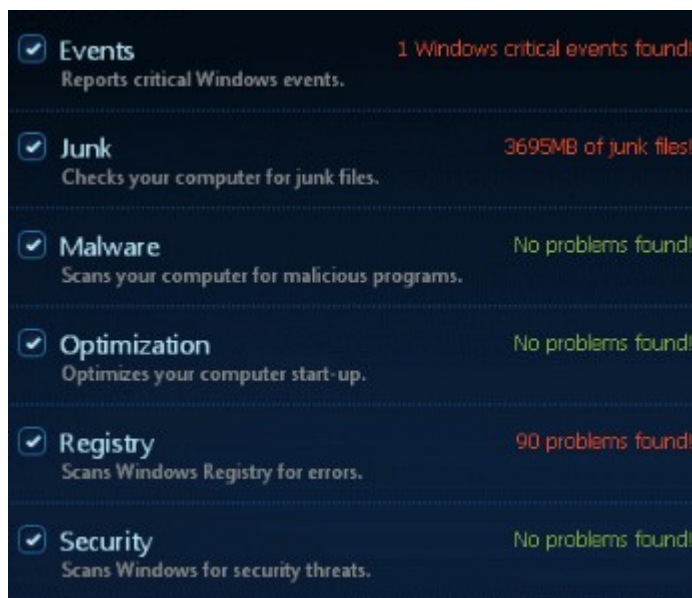 Events 1 Windows critical events found!
Reports critical Windows events.
Junk 3695MB of junk files!
Checks your computer for junk files.
Malware No problems found!
Scans your computer for malicious programs.
Optimization No problems found!
Optimizes your computer start-up.
Registry 90 problems found!
Scans Windows Registry for errors.
Security No problems found!
Scans Windows for security threats.